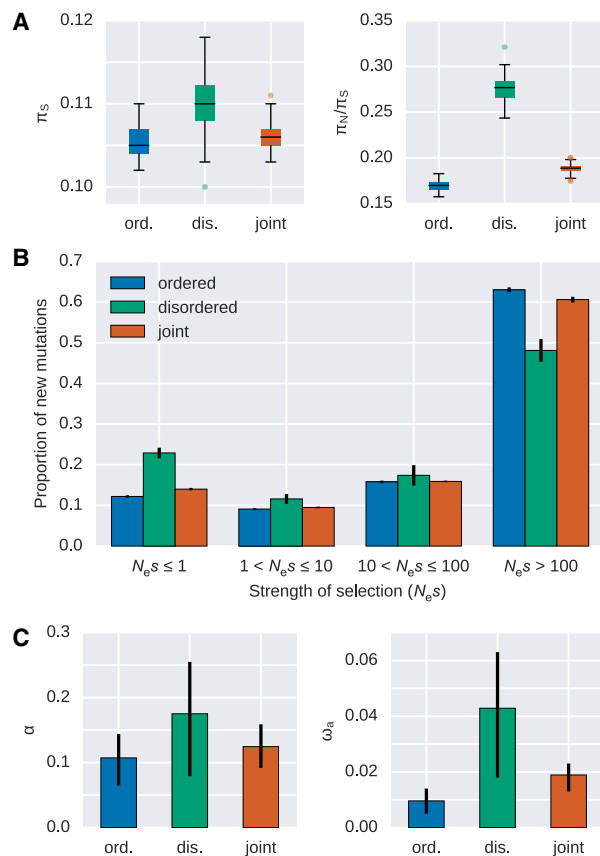 A
0.12
0.11
0.10
πS
ord. dis. joint
0.35
0.30
0.25
0.20
0.15
πN/πS
ord. dis. joint
B
0.7
0.6
0.5
0.4
0.3
0.2
0.1
0.0
Proportion of new mutations
ordered
disordered
joint
Nes ≤ 1 1 < Nes ≤ 10 10 < Nes ≤ 100 Nes > 100
Strength of selection (Nes)
C
0.3
0.2
0.1
0.0
α
ord. dis. joint
0.06
0.04
0.02
0.00
ωa
ord. dis. joint